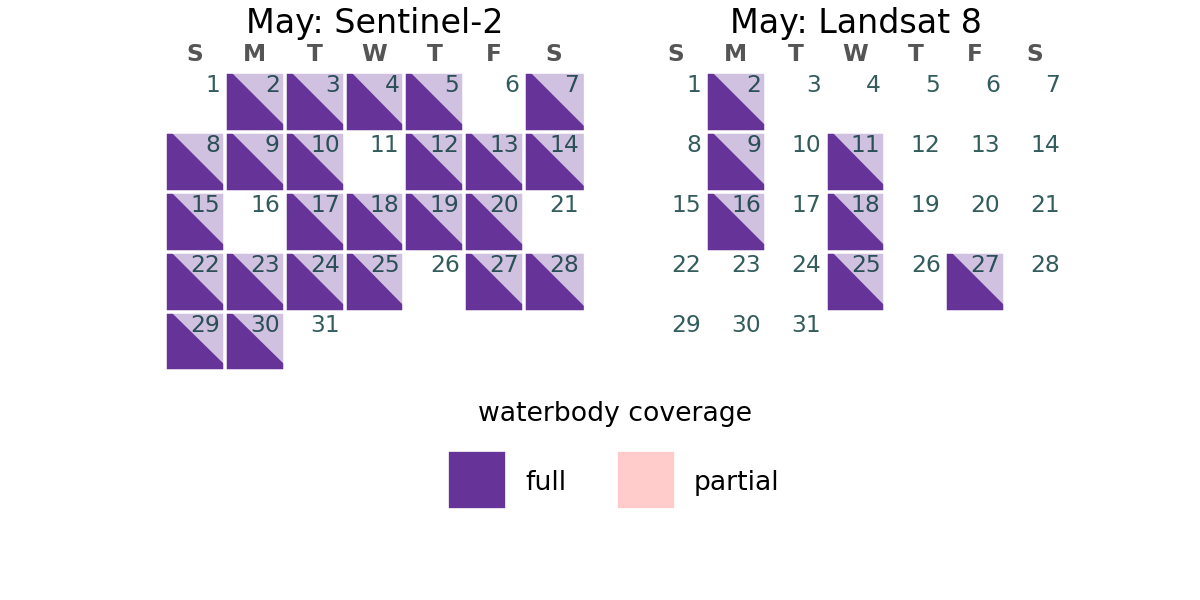 May: Sentinel-2
S M T W T F S
1 2 3 4 5 6 7
8 9 10 11 12 13 14
15 16 17 18 19 20 21
22 23 24 25 26 27 28
29 30 31
May: Landsat 8
S M T W T F S
1 2 3 4 5 6 7
8 9 10 11 12 13 14
15 16 17 18 19 20 21
22 23 24 25 26 27 28
29 30 31
waterbody coverage
full partial